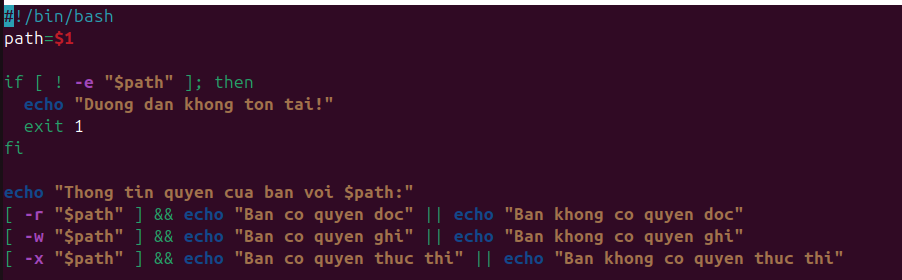 #!/bin/bash
path=$1

if [ ! -e "$path" ]; then
  echo "Duong dan khong ton tai!"
  exit 1
fi

echo "Thong tin quyen cua ban voi $path:"
[ -r "$path" ] && echo "Ban co quyen doc" || echo "Ban khong co quyen doc"
[ -w "$path" ] && echo "Ban co quyen ghi" || echo "Ban khong co quyen ghi"
[ -x "$path" ] && echo "Ban co quyen thuc thi" || echo "Ban khong co quyen thuc thi"